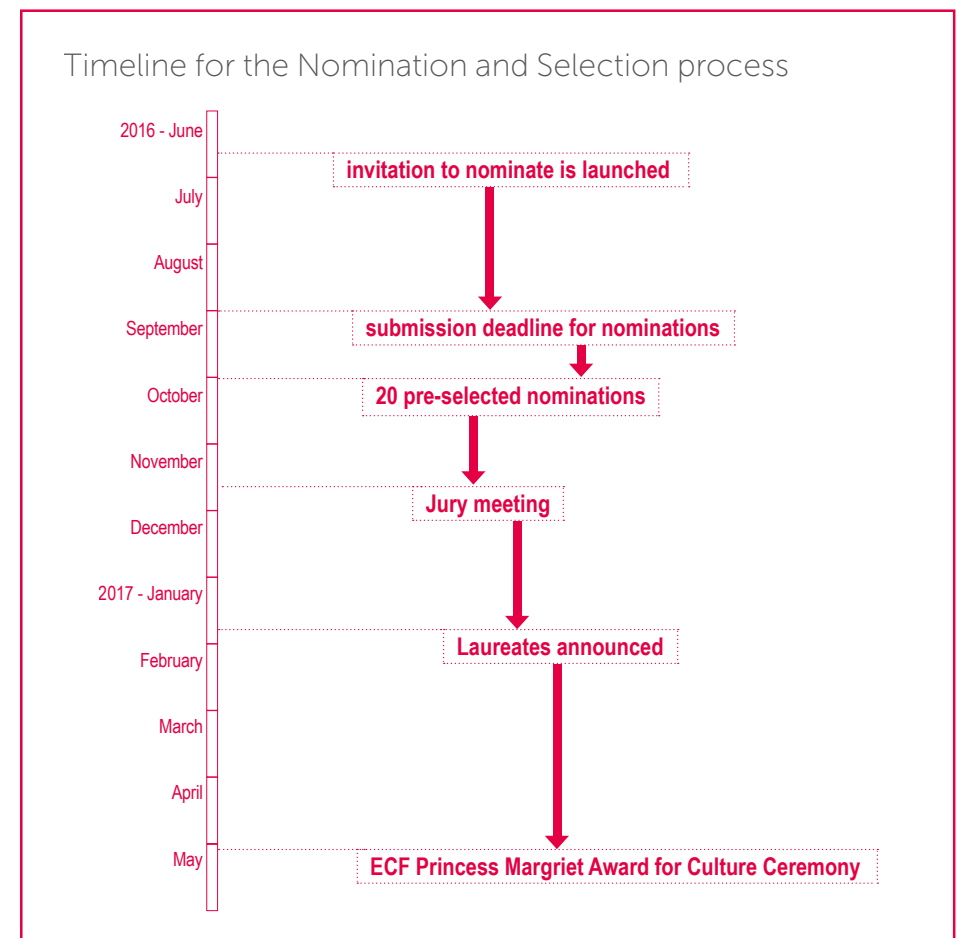 Timeline for the Nomination and Selection process
2016 - June
invitation to nominate is launched
July
August
September
submission deadline for nominations
October
20 pre-selected nominations
November
Jury meeting
December
2017 - January
Laureates announced
February
March
April
May
ECF Princess Margriet Award for Culture Ceremony